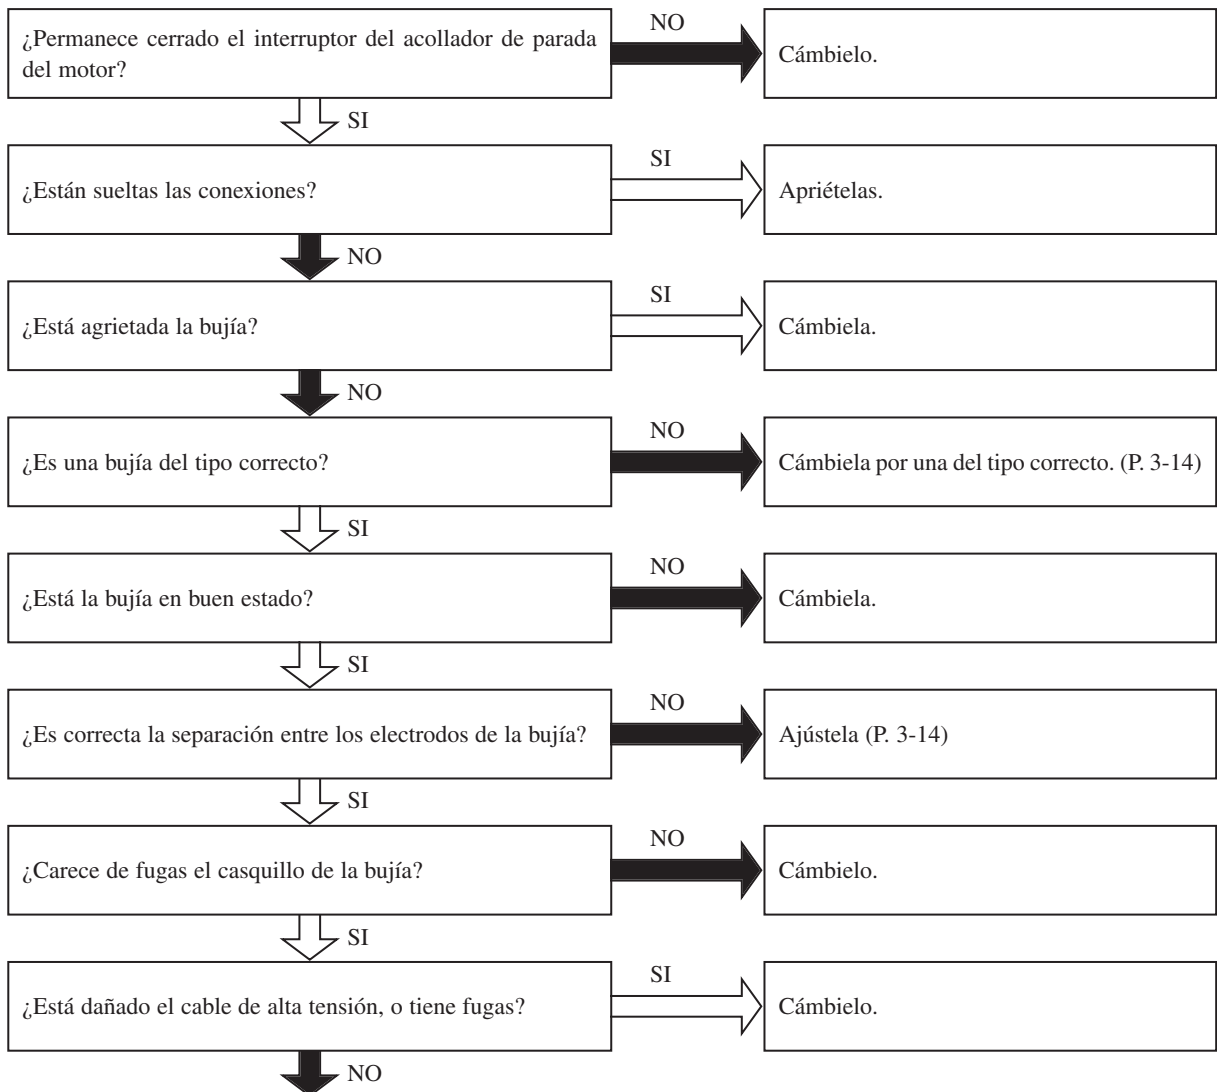 ¿Permanece cerrado el interruptor del acollador de parada
del motor?
NO
Cámbielo.
SI
¿Están sueltas las conexiones?
SI
Apriételas.
NO
¿Está agrietada la bujía?
SI
Cámbiela.
NO
¿Es una bujía del tipo correcto?
NO
Cámbiela por una del tipo correcto. (P. 3-14)
SI
¿Está la bujía en buen estado?
NO
Cámbiela.
SI
¿Es correcta la separación entre los electrodos de la bujía?
NO
Ajústela (P. 3-14)
SI
¿Carece de fugas el casquillo de la bujía?
NO
Cámbielo.
SI
¿Está dañado el cable de alta tensión, o tiene fugas?
SI
Cámbielo.
NO